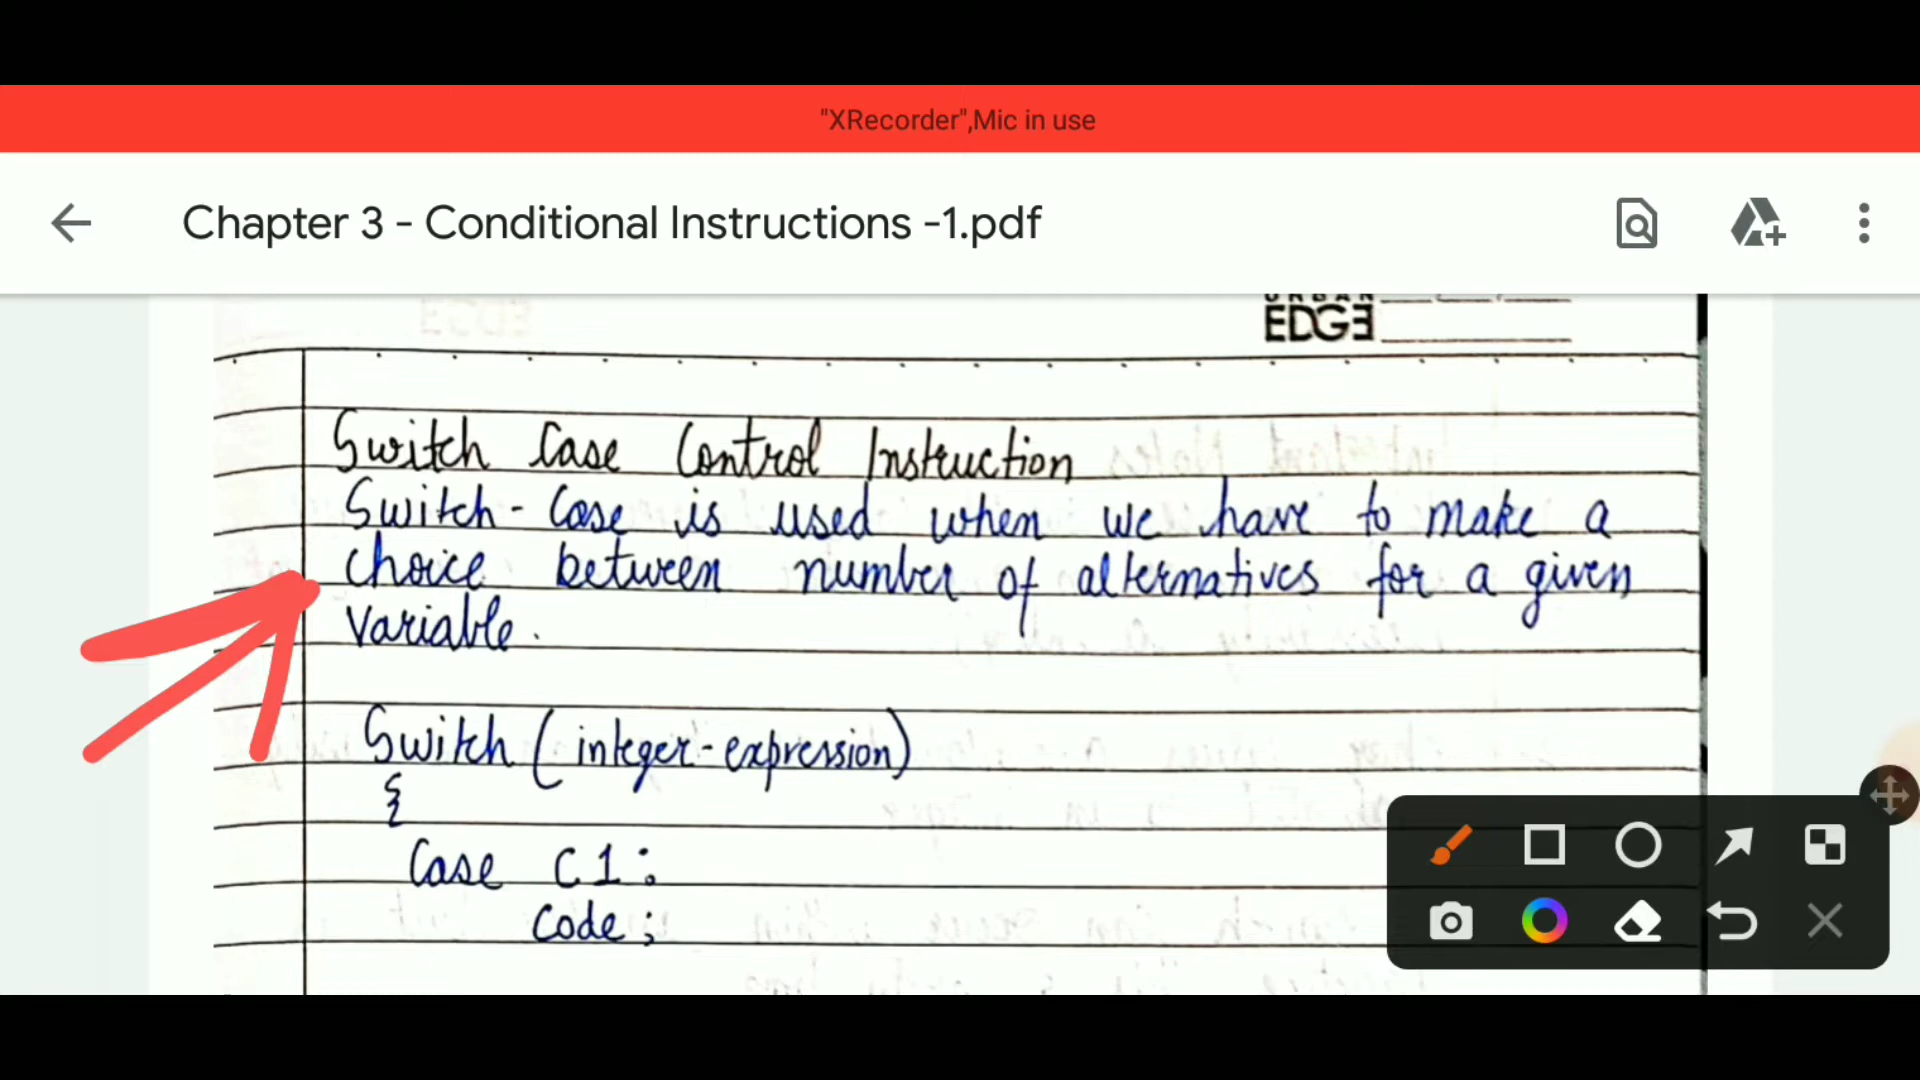 "XRecorder",Mic in use
Chapter 3 - Conditional Instructions -1.pdf
URBAN
EDGE
Switch Case Control Instruction
Switch - Case is used when we have to make a
choice between number of alternatives for a given
Variable.
Switch (integer-expression)
{
Case C1:
Code;